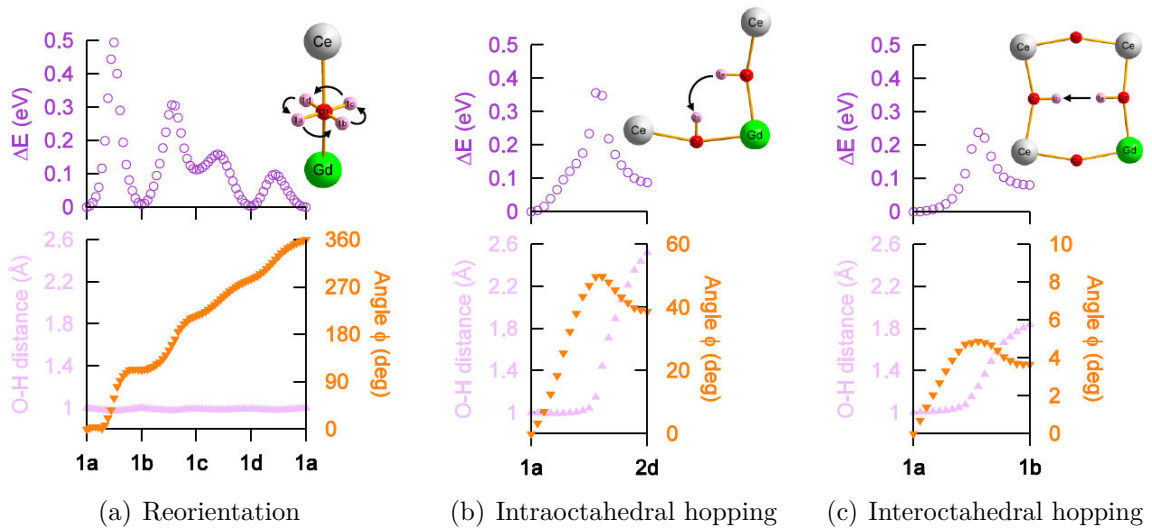 0.5
0.4
0.3
0.2
0.1
0
ΔE (eV)
Ce
1d
1c
1a
1b
Gd
2.6
2.2
1.8
1.4
1
O-H distance (Å)
360
270
180
90
0
Angle ϕ (deg)
1a
1b
1c
1d
1a
(a) Reorientation
0.5
0.4
0.3
0.2
0.1
0
ΔE (eV)
Ce
Ce
Gd
2.6
2.2
1.8
1.4
1
O-H distance (Å)
60
40
20
0
Angle ϕ (deg)
1a
2d
(b) Intraoctahedral hopping
0.5
0.4
0.3
0.2
0.1
0
ΔE (eV)
Ce
Ce
Ce
Gd
2.6
2.2
1.8
1.4
1
O-H distance (Å)
10
8
6
4
2
0
Angle ϕ (deg)
1a
1b
(c) Interoctahedral hopping